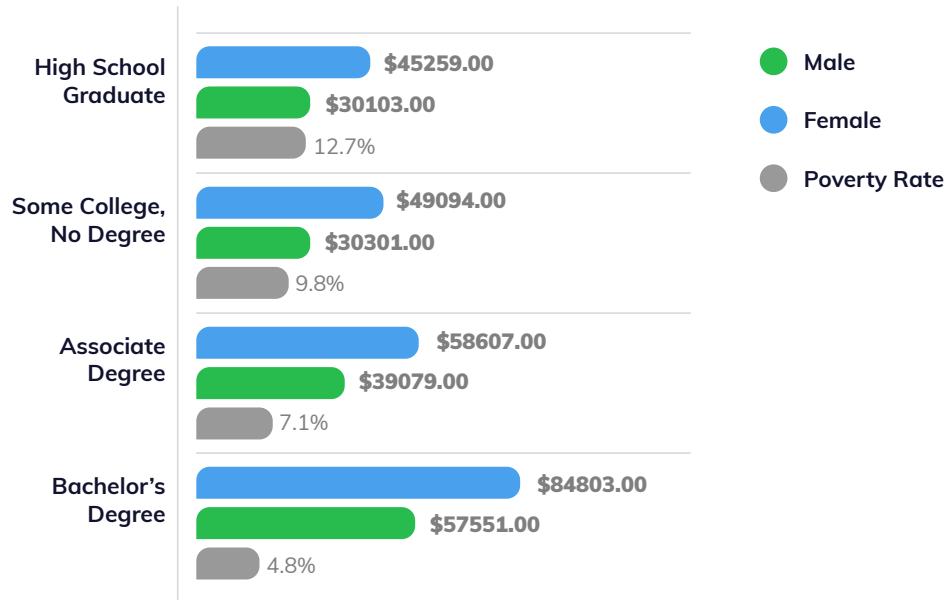 High School
Graduate
$45259.00
$30103.00
12.7%
Some College,
No Degree
$49094.00
$30301.00
9.8%
Associate
Degree
$58607.00
$39079.00
7.1%
Bachelor’s
Degree
$84803.00
$57551.00
4.8%
Male
Female
Poverty Rate